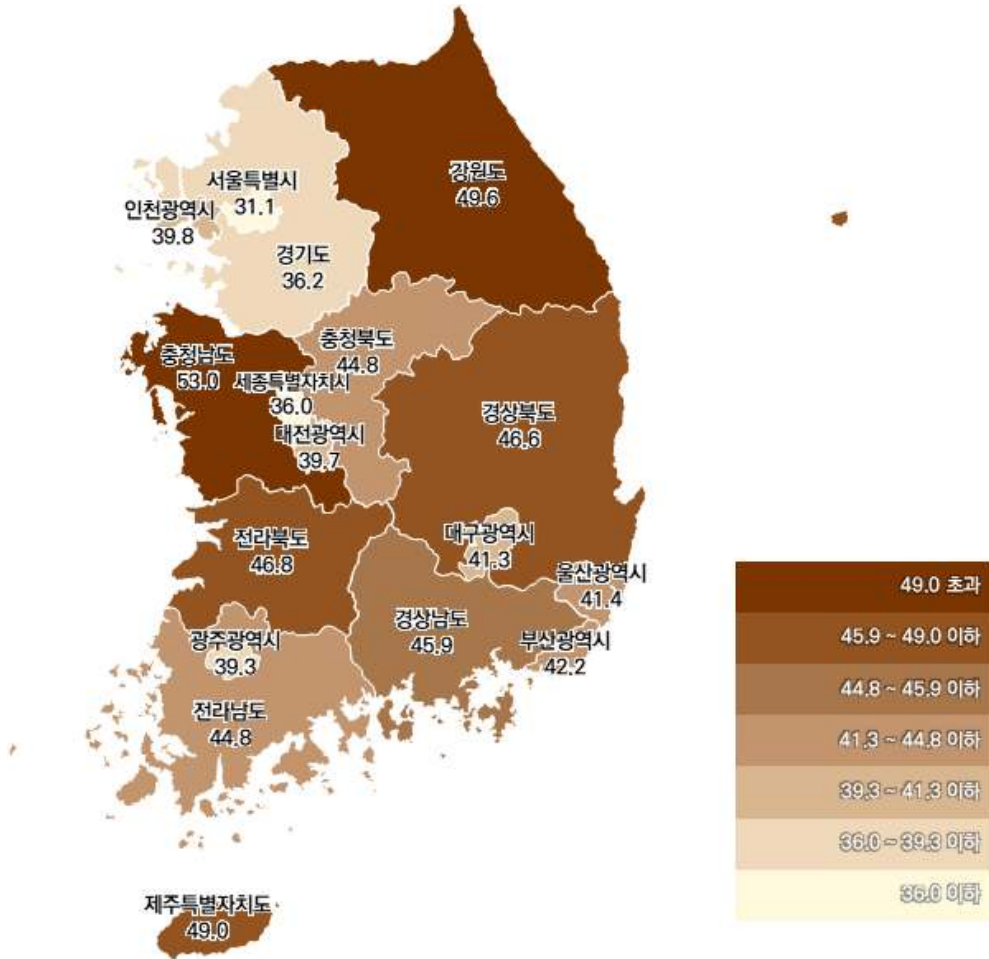 강원도
49.6
서울특별시
31.1
인천광역시
39.8
경기도
36.2
충청북도
44.8
충청남도
53.0
세종특별자치시
36.0
대전광역시
39.7
경상북도
46.6
전라북도
46.8
대구광역시
41.3
울산광역시
41.4
경상남도
45.9
부산광역시
42.2
광주광역시
39.3
전라남도
44.8
제주특별자치도
49.0
49.0 초과
45.9 ~ 49.0 이하
44.8 ~ 45.9 이하
41.3 ~ 44.8 이하
39.3 ~ 41.3 이하
36.0 ~ 39.3 이하
36.0 이하